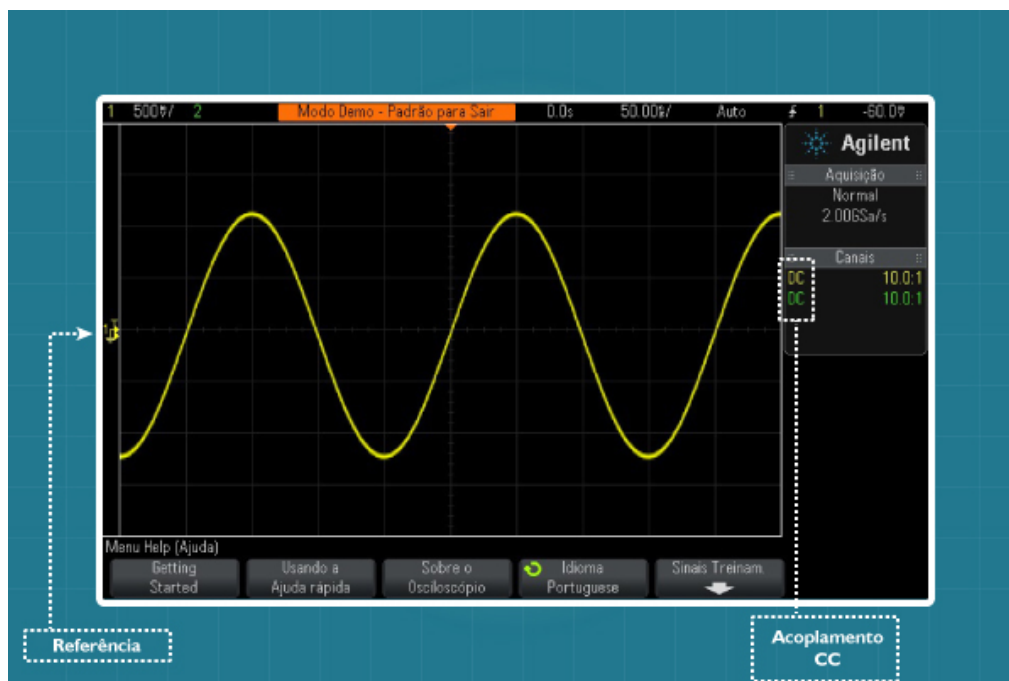 1 500▽/ 2 Modo Demo - Padrão para Sair 0.0s 50.00▽/ Auto 1 -60.0▽
Agilent
Aquisição
Normal
2.00GSa/s
Canais
DC 10.0:1
DC 10.0:1
Menu Help (Ajuda)
Getting
Started
Usando a
Ajuda rápida
Sobre o
Osciloscópio
Idioma
Portuguese
Sinais Treinam.
Referência
Acoplamento
CC